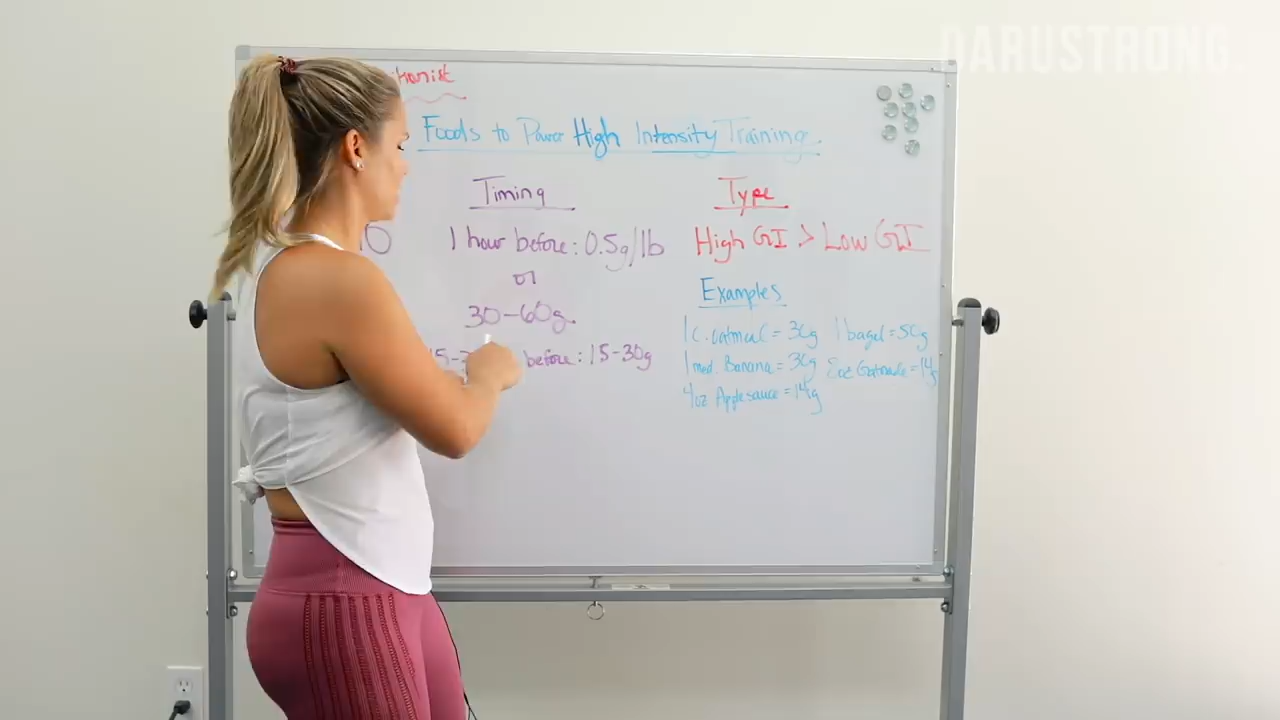 DARUSTRONG.
Foods to Power High Intensity Training.
Timing
1 hour before: 0.5g/lb
or
30-60g.
before: 15-30g
Type
High GI > Low GI
Examples
1 c. oatmeal = 30g
1 bagel = 50g
1 med. Banana = 30g
8oz Gatorade = 14g
4oz Applesauce = 14g